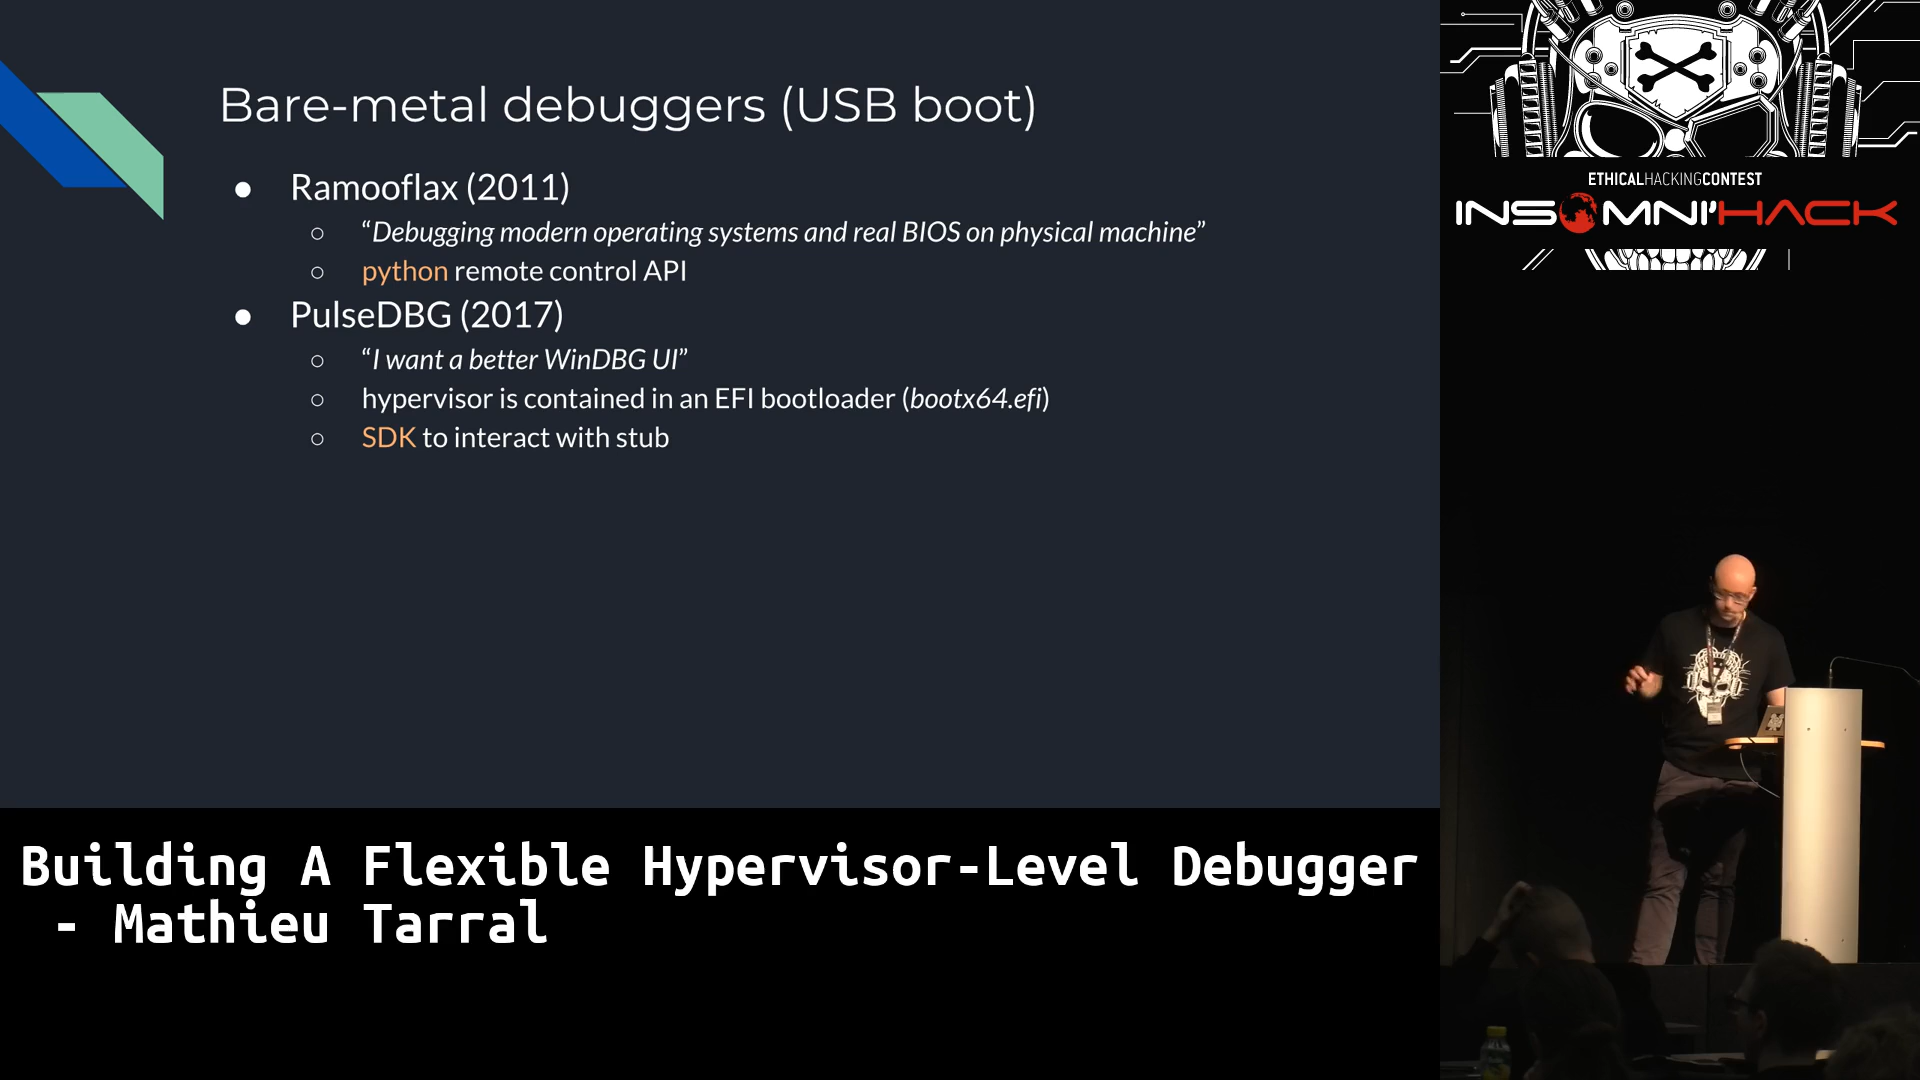 Bare-metal debuggers (USB boot)
● Ramooflax (2011)
○ “Debugging modern operating systems and real BIOS on physical machine”
○ python remote control API
● PulseDBG (2017)
○ “I want a better WinDBG UI”
○ hypervisor is contained in an EFI bootloader (bootx64.efi)
○ SDK to interact with stub
ETHICALHACKINGCONTEST
INSOMNI'HACK
Building A Flexible Hypervisor-Level Debugger
- Mathieu Tarral